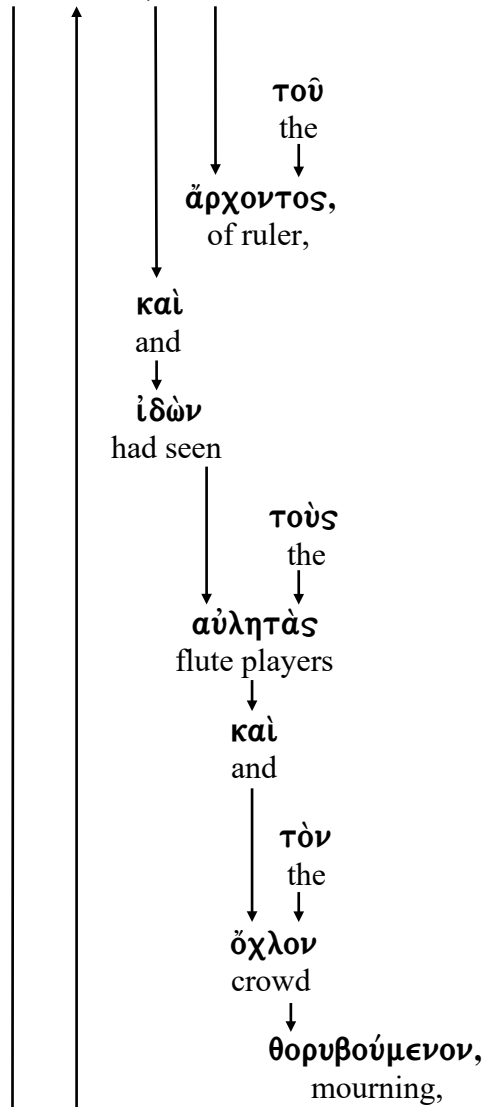 τοῦ
the
ἄρχοντος,
of ruler,
καὶ
and
ἰδὼν
had seen
τοὺς
the
αὐλητὰς
flute players
καὶ
and
τὸν
the
ὄχλον
crowd
θορυβούμενον,
mourning,